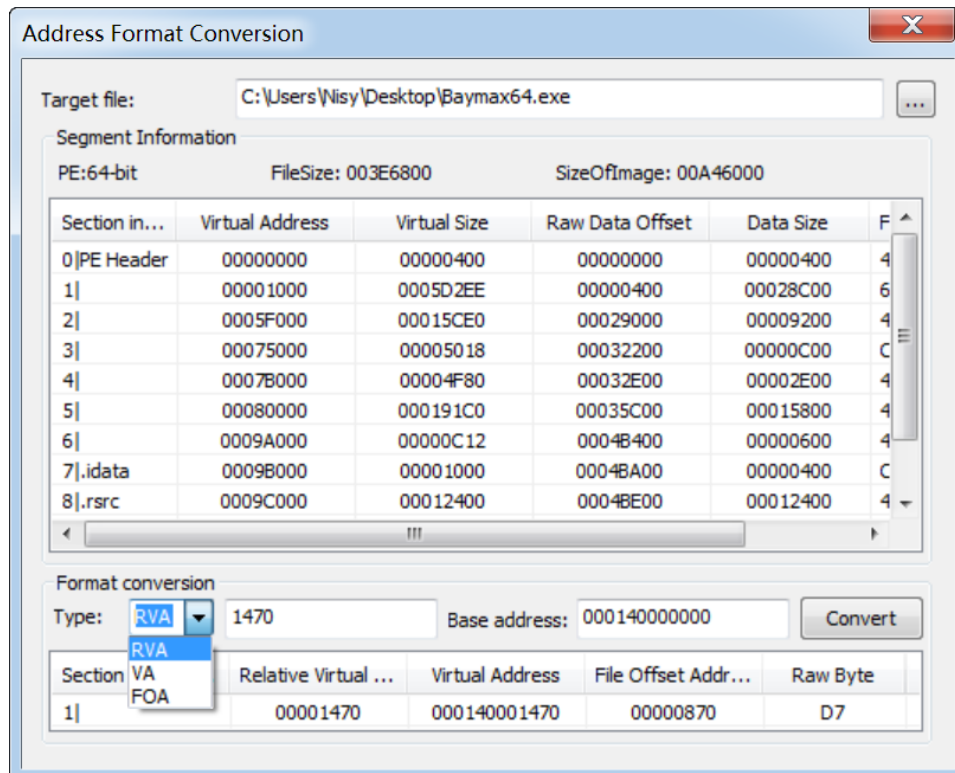 Address Format Conversion
Target file: C:\Users\Nisy\Desktop\Baymax64.exe ...
Segment Information
PE:64-bit FileSize: 003E6800 SizeOfImage: 00A46000
Section in... Virtual Address Virtual Size Raw Data Offset Data Size F
0|PE Header 00000000 00000400 00000000 00000400 4
1| 00001000 0005D2EE 00000400 00028C00 6
2| 0005F000 00015CE0 00029000 00009200 4
3| 00075000 00005018 00032200 00000C00 C
4| 0007B000 00004F80 00032E00 00002E00 4
5| 00080000 000191C0 00035C00 00015800 4
6| 0009A000 00000C12 0004B400 00000600 4
7|.idata 0009B000 00001000 0004BA00 00000400 C
8|.rsrc 0009C000 00012400 0004BE00 00012400 4
Format conversion
Type: RVA 1470 Base address: 000140000000 Convert
RVA
VA
FOA
Section Relative Virtual ... Virtual Address File Offset Addr... Raw Byte
1| 00001470 000140001470 00000870 D7